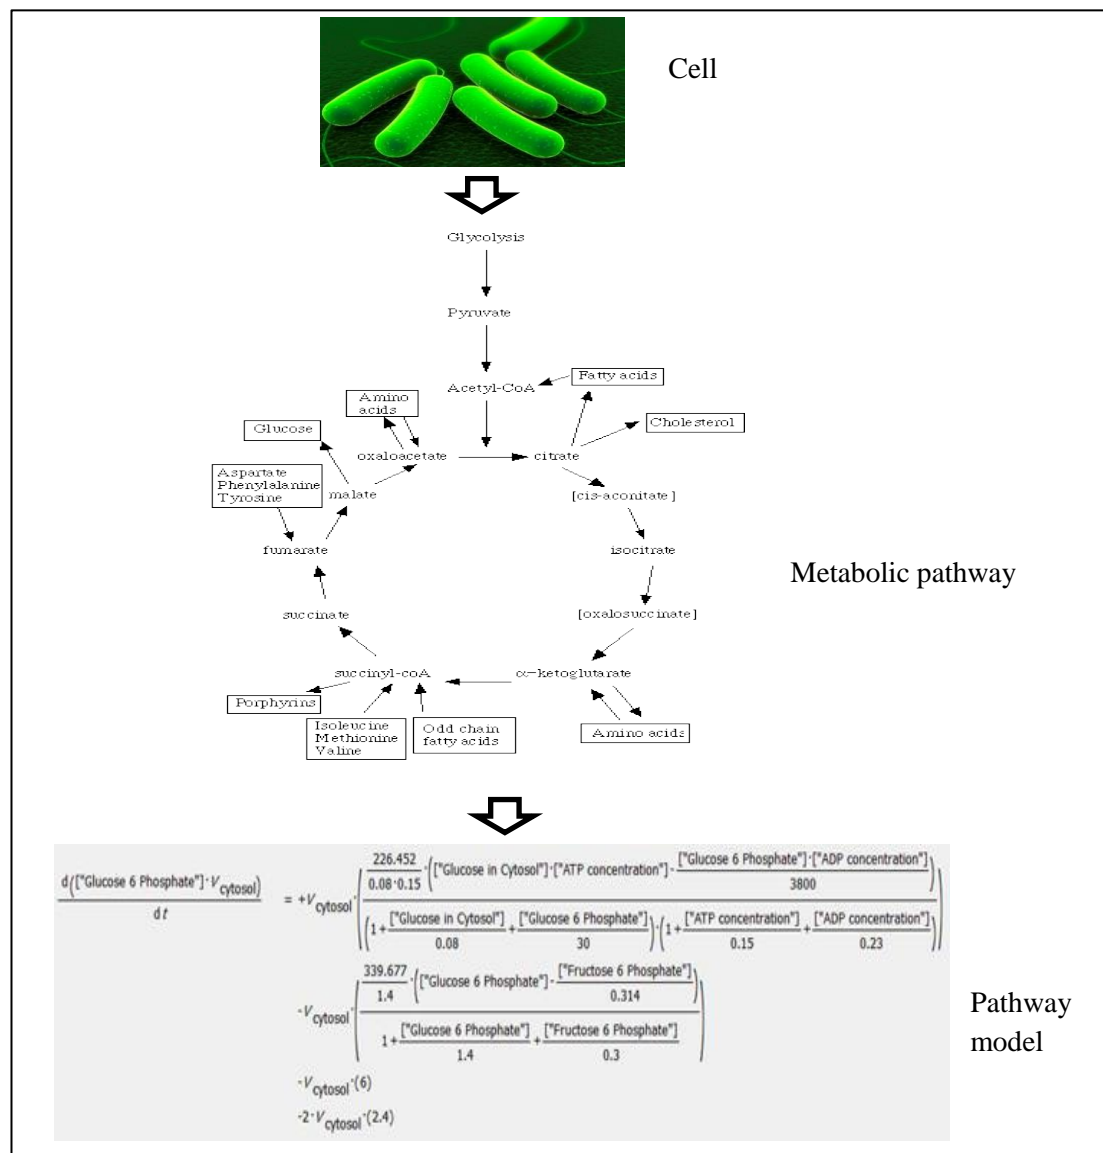 Cell
Glycolysis
Pyruvate
Acetyl-CoA
Fatty acids
Amino
acids
Cholesterol
Glucose
oxaloacetate
citrate
Aspartate
Phenylalanine
Tyrosine
malate
[cis-aconitate]
fumarate
isocitrate
Metabolic pathway
succinate
[oxalosuccinate]
succinyl-coA
α-ketoglutarate
Porphyrins
Isoleucine
Methionine
Valine
Odd chain
fatty acids
Amino acids
d(["Glucose 6 Phosphate"]·Vcytosol)
dt
= +Vcytosol·
226.452
0.08·0.15
·(["Glucose in Cytosol"]·["ATP concentration"]-
["Glucose 6 Phosphate"]·["ADP concentration"]
3800
)
(1+
["Glucose in Cytosol"]
0.08
+
["Glucose 6 Phosphate"]
30
)·(1+
["ATP concentration"]
0.15
+
["ADP concentration"]
0.23
)
-Vcytosol·
339.677
1.4
·(["Glucose 6 Phosphate"]-
["Fructose 6 Phosphate"]
0.314
)
1+
["Glucose 6 Phosphate"]
1.4
+
["Fructose 6 Phosphate"]
0.3
-Vcytosol·(6)
-2·Vcytosol·(2.4)
Pathway
model